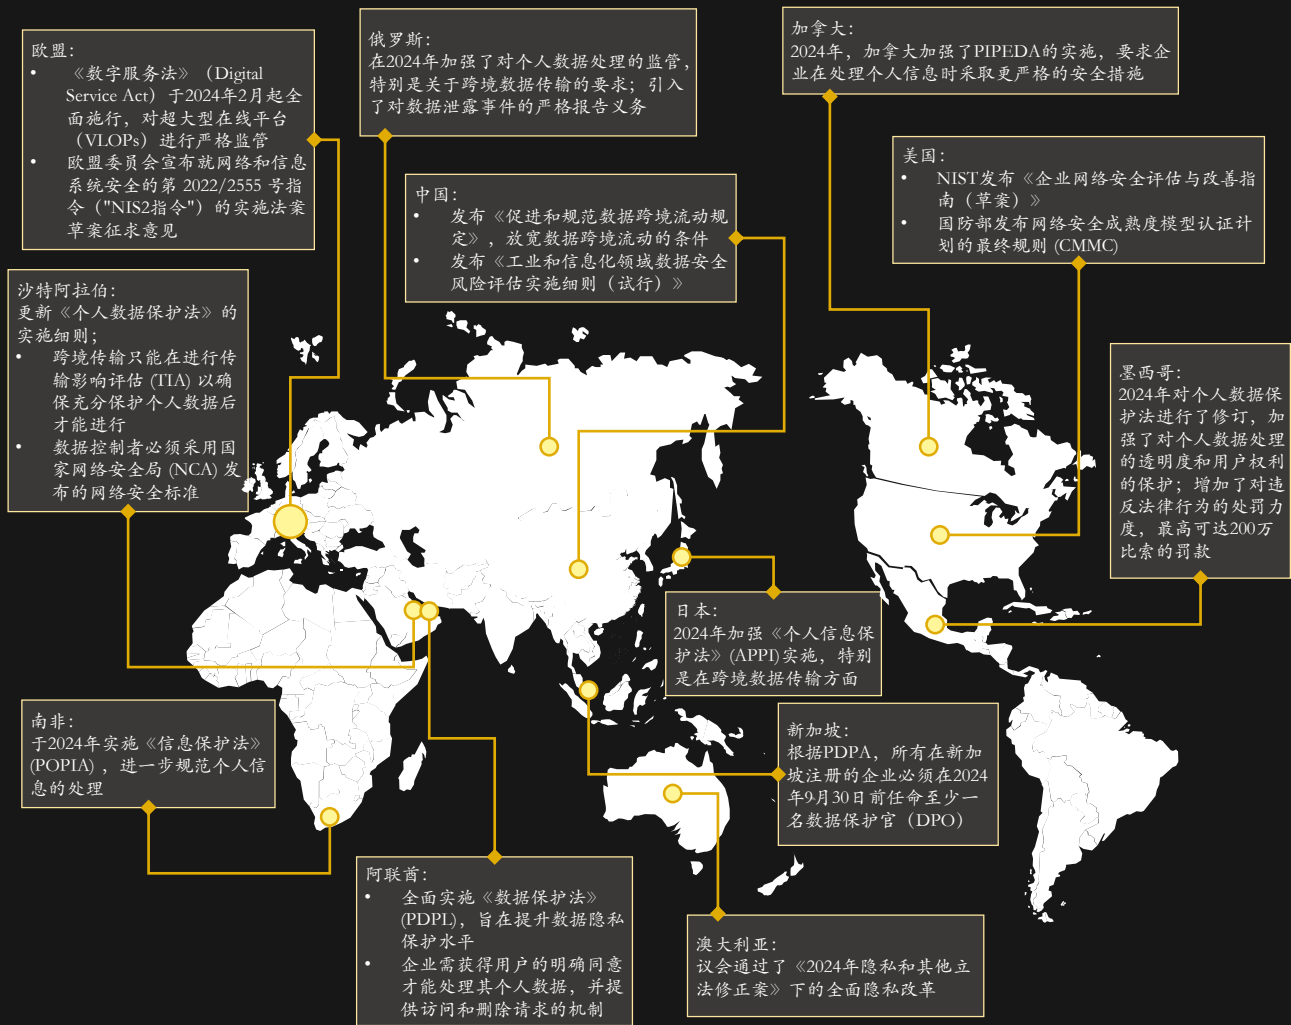 欧盟：
• 《数字服务法》（Digital
Service Act）于2024年2月起全
面施行，对超大型在线平台
（VLOPs）进行严格监管
• 欧盟委员会宣布就网络和信息
系统安全的第 2022/2555 号指
令（"NIS2指令"）的实施法案
草案征求意见
俄罗斯：
在2024年加强了对个人数据处理的监管，
特别是关于跨境数据传输的要求；引入
了对数据泄露事件的严格报告义务
加拿大：
2024年，加拿大加强了PIPEDA的实施，要求企
业在处理个人信息时采取更严格的安全措施
中国：
• 发布《促进和规范数据跨境流动规
定》，放宽数据跨境流动的条件
• 发布《工业和信息化领域数据安全
风险评估实施细则（试行）》
美国：
• NIST发布《企业网络安全评估与改善指
南（草案）》
• 国防部发布网络安全成熟度模型认证计
划的最终规则 (CMMC)
沙特阿拉伯：
更新《个人数据保护法》的
实施细则；
• 跨境传输只能在进行传
输影响评估 (TIA) 以确
保充分保护个人数据后
才能进行
• 数据控制者必须采用国
家网络安全局 (NCA) 发
布的网络安全标准
墨西哥：
2024年对个人数据保
护法进行了修订，加
强了对个人数据处理
的透明度和用户权利
的保护；增加了对违
反法律行为的处罚力
度，最高可达200万
比索的罚款
日本：
2024年加强《个人信息保
护法》(APPI)实施，特别
是在跨境数据传输方面
南非：
于2024年实施《信息保护法》
(POPIA) ，进一步规范个人信
息的处理
新加坡：
根据PDPA，所有在新加
坡注册的企业必须在2024
年9月30日前任命至少一
名数据保护官（DPO）
阿联酋：
• 全面实施《数据保护法》
(PDPL)，旨在提升数据隐私
保护水平
• 企业需获得用户的明确同意
才能处理其个人数据，并提
供访问和删除请求的机制
澳大利亚：
议会通过了《2024年隐私和其他立
法修正案》下的全面隐私改革